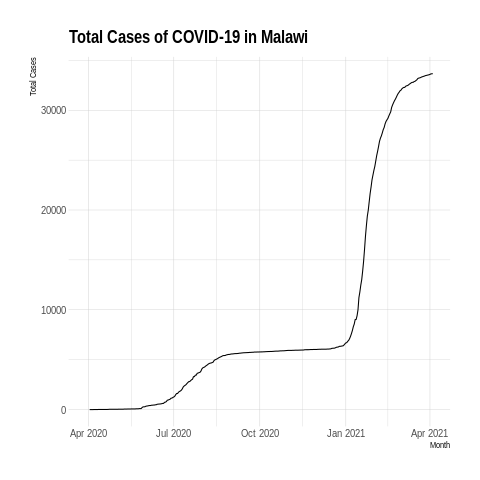 Total Cases of COVID-19 in Malawi
Total Cases
30000
20000
10000
0
Apr 2020
Jul 2020
Oct 2020
Jan 2021
Apr 2021
Month